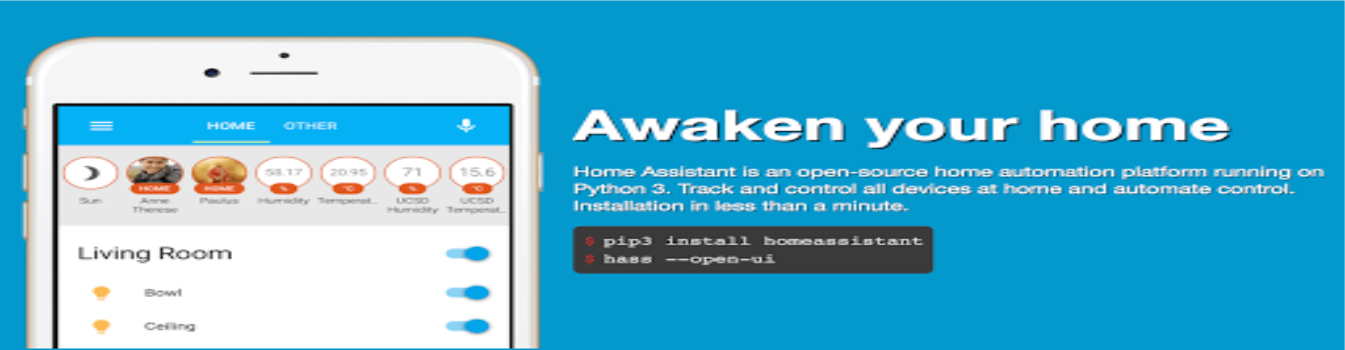 HOME OTHER
58.17 20.95 71 15.6
HOME HOME % °C % °C
Sun Anne Therese Paulus Humidity Temperat... UCSD Humidity UCSD Temperat...
Living Room
Bowl
Ceiling
Awaken your home
Home Assistant is an open-source home automation platform running on
Python 3. Track and control all devices at home and automate control.
Installation in less than a minute.
$ pip3 install homeassistant
$ hass --open-ui